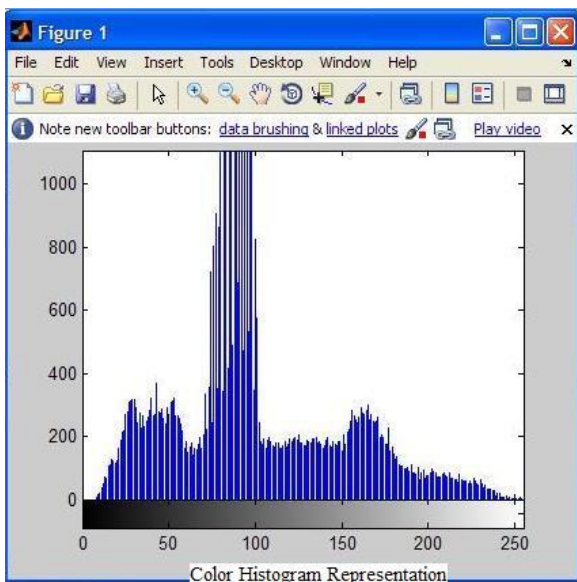 Figure 1
File Edit View Insert Tools Desktop Window Help
Note new toolbar buttons: data brushing & linked plots Play video
1000
800
600
400
200
0
0 50 100 150 200 250
Color Histogram Representation